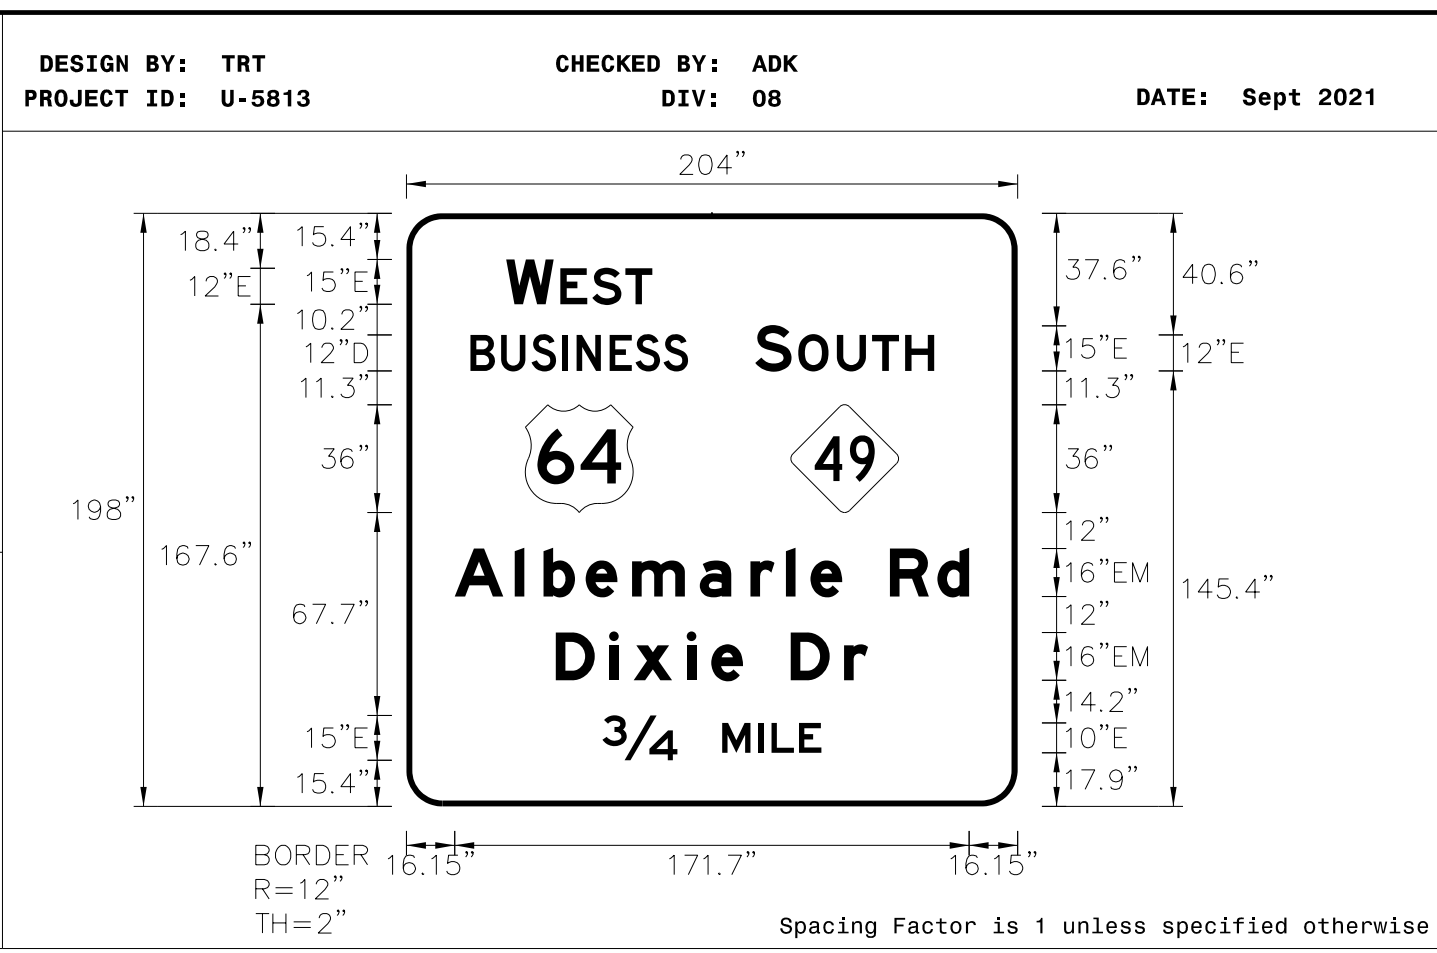 DESIGN BY: TRT CHECKED BY: ADK
PROJECT ID: U-5813 DIV: 08 DATE: Sept 2021
204”
18.4” 15.4”
12”E 15”E
10.2”
12”D
11.3”
36”
198”
167.6”
67.7”
15”E
15.4”
WEST
BUSINESS SOUTH
64 49
Albemarle Rd
Dixie Dr
3/4 MILE
37.6” 40.6”
15”E 12”E
11.3”
36”
12”
16”EM
145.4”
12”
16”EM
14.2”
10”E
17.9”
16.15” 171.7” 16.15”
BORDER
R=12”
TH=2”
Spacing Factor is 1 unless specified otherwise